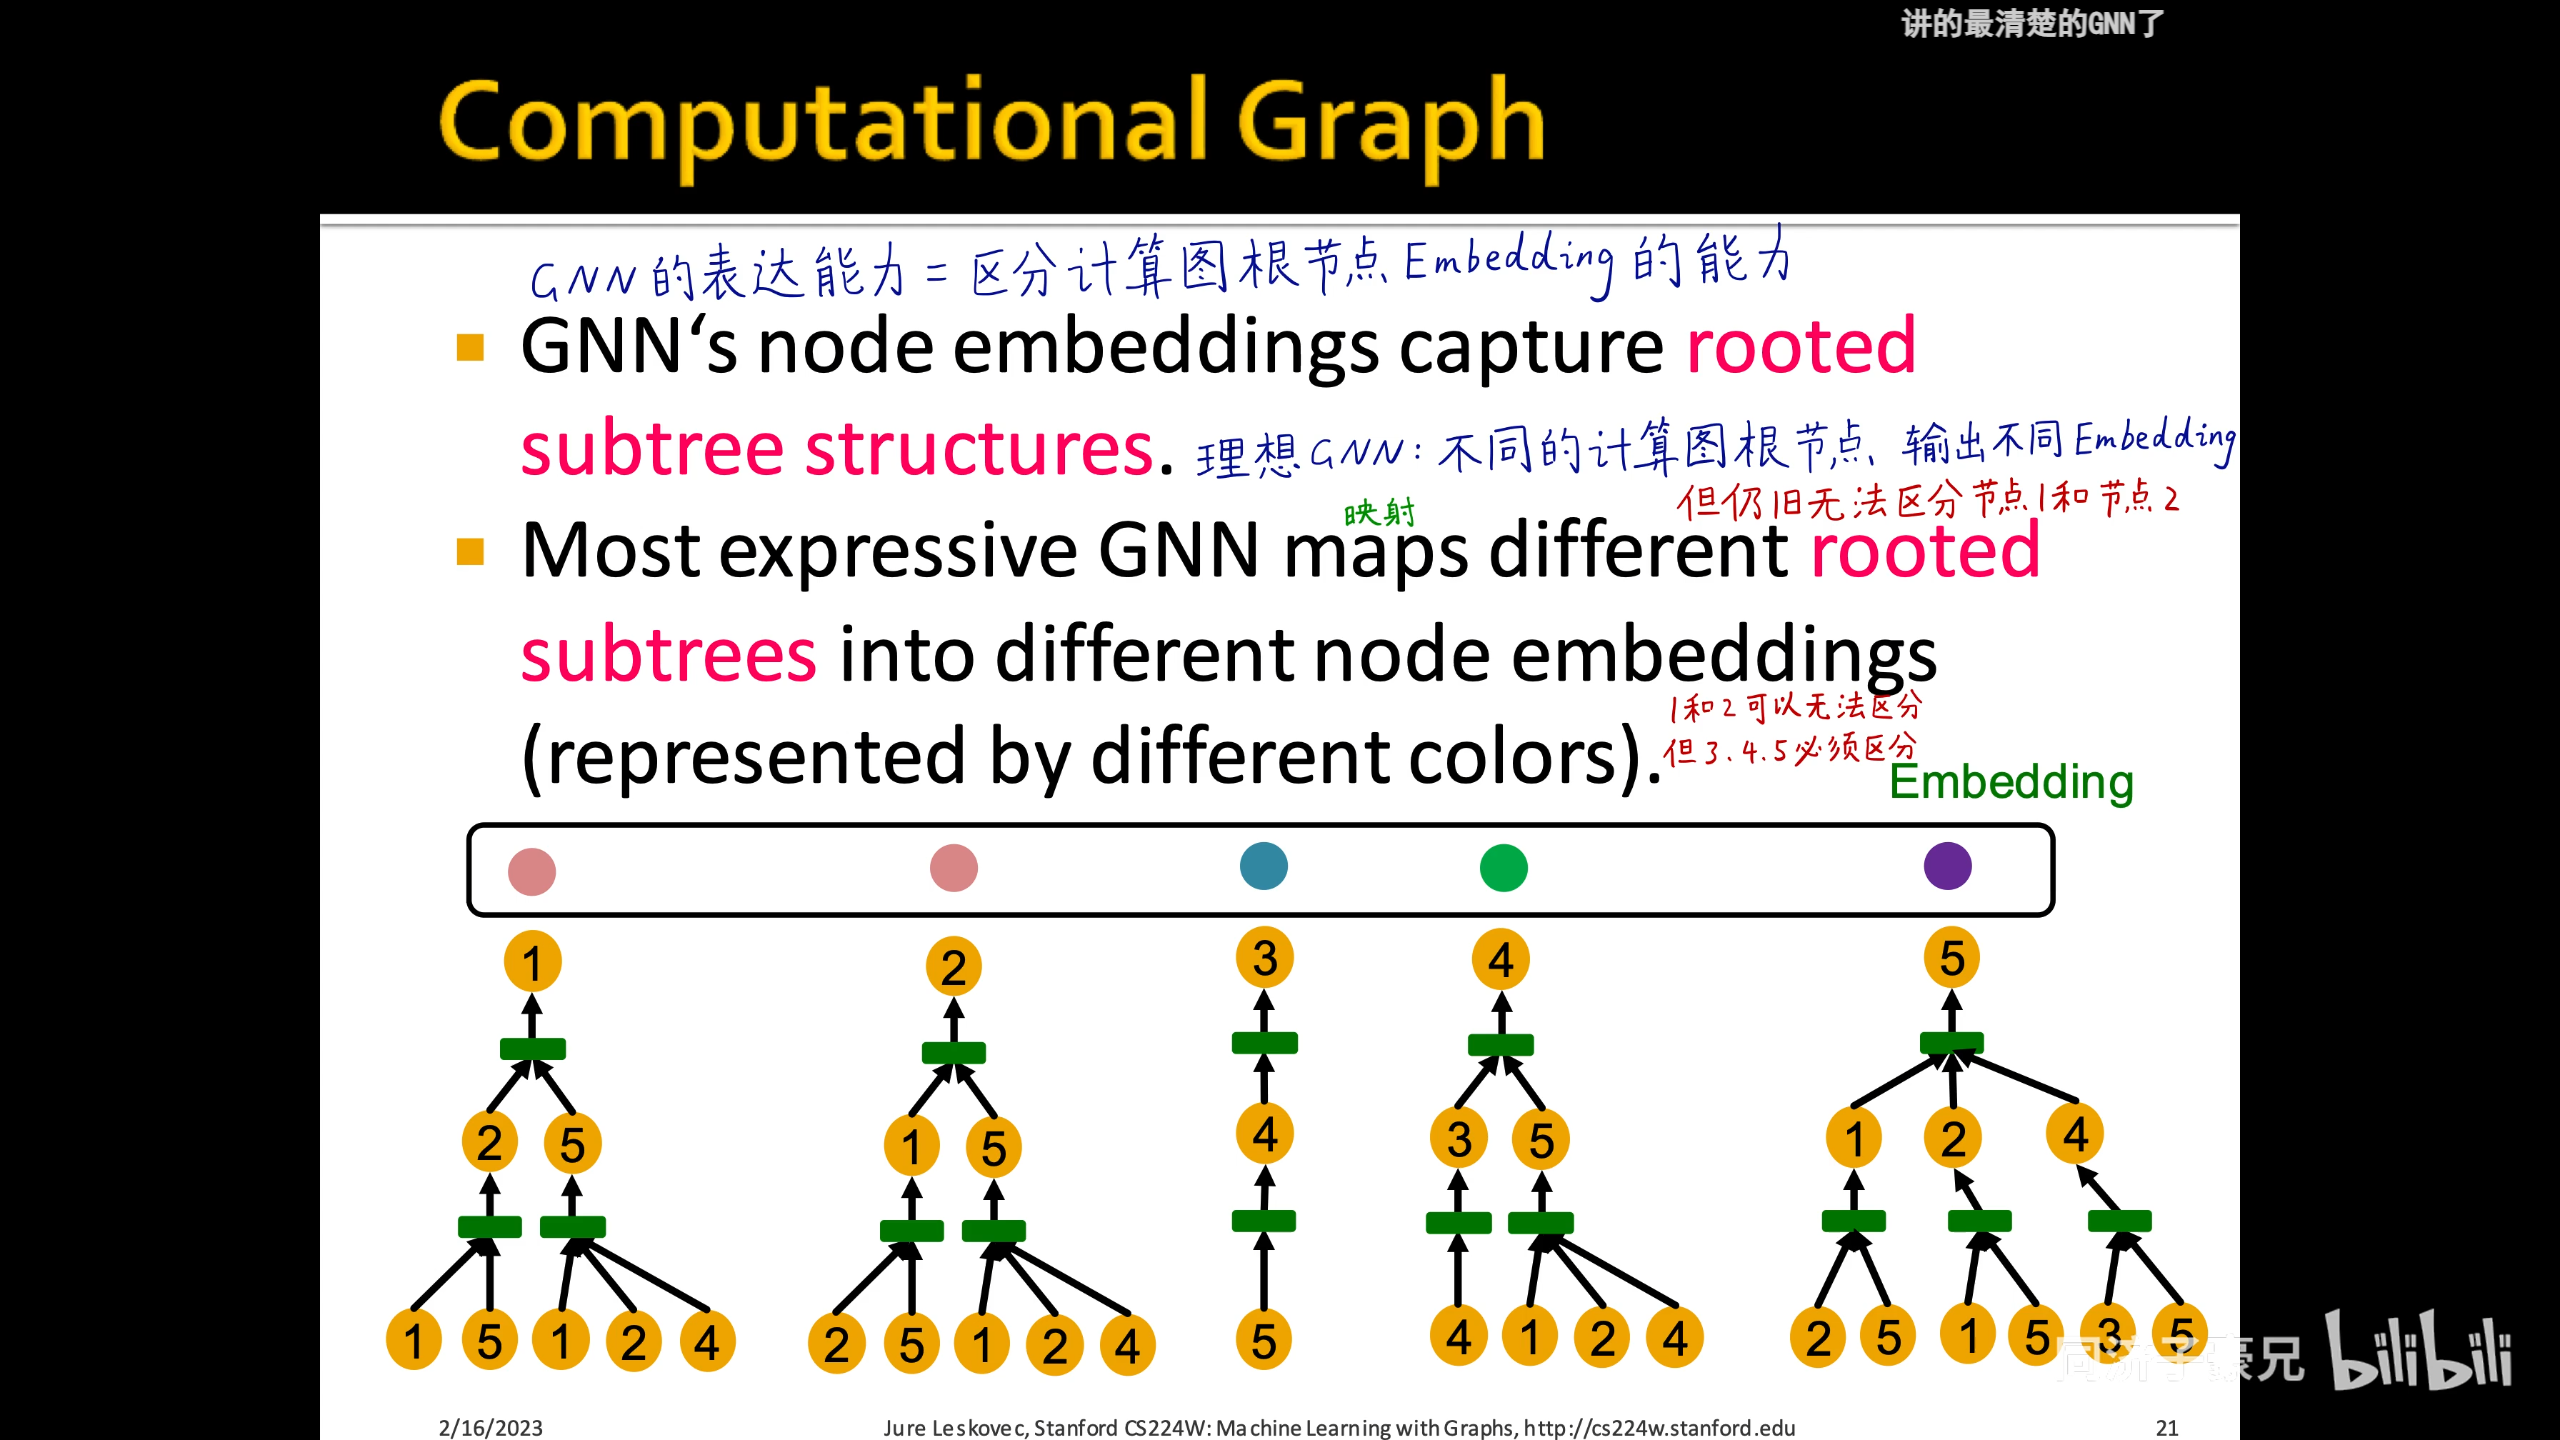 讲的最清楚的GNN了
Computational Graph
GNN的表达能力=区分计算图根节点Embedding的能力
GNN‘s node embeddings capture rooted
subtree structures. 理想GNN:不同的计算图根节点、输出不同Embedding
但仍旧无法区分节点1和节点2
映射
Most expressive GNN maps different rooted
subtrees into different node embeddings
1和2可以无法区分
(represented by different colors). 但3.4.5必须区分
Embedding
1 2 3 4 5
2 5 1 5 4 3 5 1 2 4
1 5 1 2 4 2 5 1 2 4 5 4 1 2 4 2 5 1 5 3 5
同济子豪兄 bilibili
2/16/2023 Jure Leskovec, Stanford CS224W: Machine Learning with Graphs, http://cs224w.stanford.edu 21